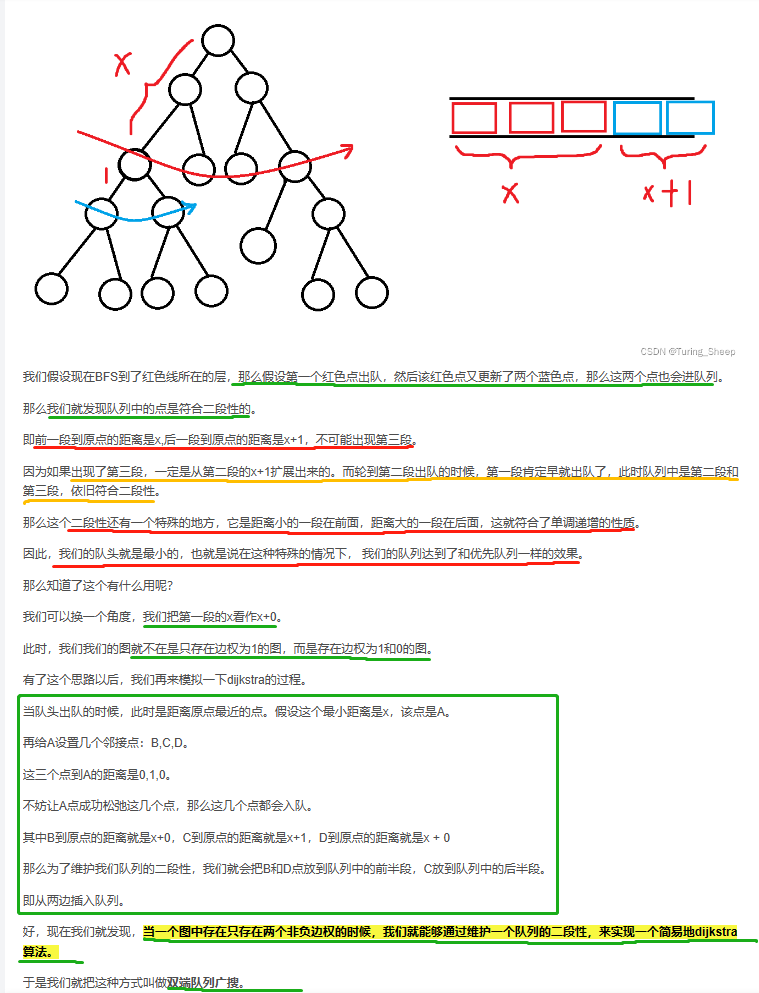 x
1
x
x+1
CSDN @Turing_Sheep
我们假设现在BFS到了红色线所在的层，那么假设第一个红色点出队，然后该红色点又更新了两个蓝色点，那么这两个点也会进队列。
那么我们就发现队列中的点是符合二段性的。
即前一段到原点的距离是x,后一段到原点的距离是x+1，不可能出现第三段。
因为如果出现了第三段，一定是从第二段的x+1扩展出来的。而轮到第二段出队的时候，第一段肯定早就出队了，此时队列中是第二段和
第三段，依旧符合二段性。
那么这个二段性还有一个特殊的地方，它是距离小的一段在前面，距离大的一段在后面，这就符合了单调递增的性质。
因此，我们的队头就是最小的，也就是说在这种特殊的情况下， 我们的队列达到了和优先队列一样的效果。
那么知道了这个有什么用呢？
我们可以换一个角度，我们把第一段的x看作x+0。
此时，我们我们的图就不在是只存在边权为1的图，而是存在边权为1和0的图。
有了这个思路以后，我们再来模拟一下dijkstra的过程。
当队头出队的时候，此时是距离原点最近的点。假设这个最小距离是x，该点是A。
再给A设置几个邻接点：B,C,D。
这三个点到A的距离是0,1,0。
不妨让A点成功松弛这几个点，那么这几个点都会入队。
其中B到原点的距离就是x+0，C到原点的距离就是x+1，D到原点的距离就是x + 0
那么为了维护我们队列的二段性，我们就会把B和D点放到队列中的前半段，C放到队列中的后半段。
即从两边插入队列。
好，现在我们就发现，当一个图中存在只存在两个非负边权的时候，我们就能够通过维护一个队列的二段性，来实现一个简易地dijkstra
算法。
于是我们就把这种方式叫做双端队列广搜。